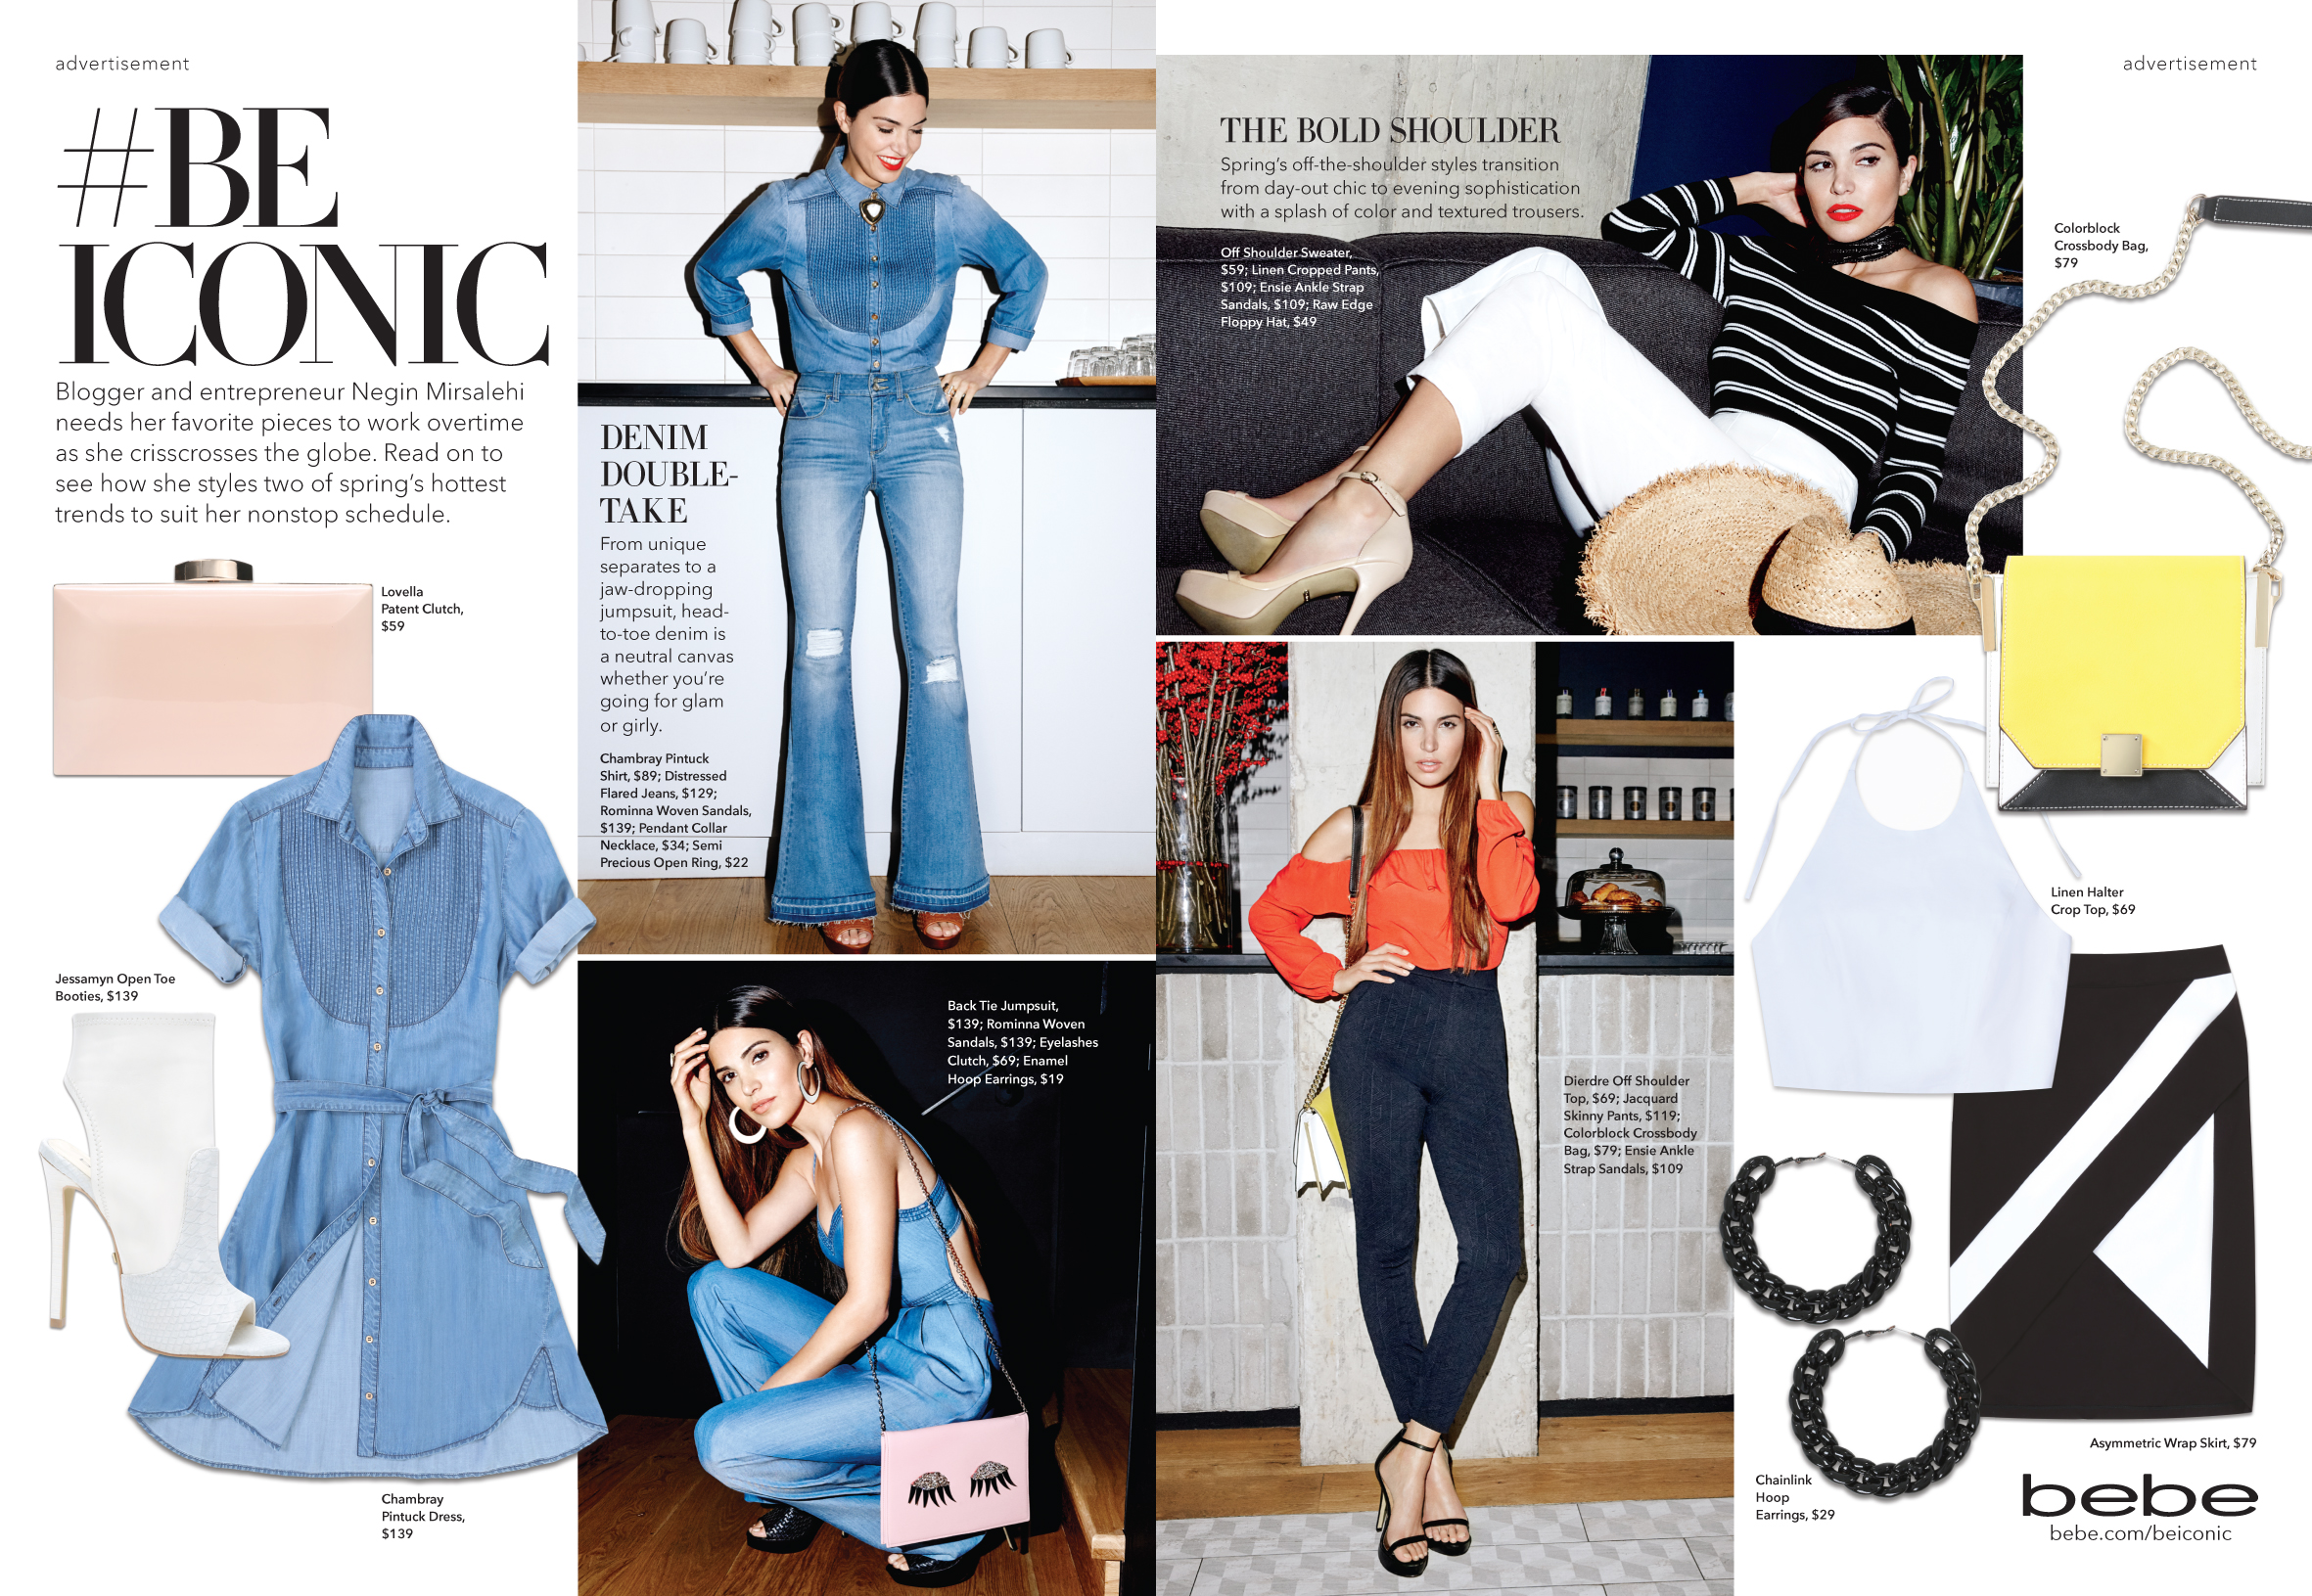 advertisement
#BE
ICONIC
Blogger and entrepreneur Negin Mirsalehi
needs her favorite pieces to work overtime
as she crisscrosses the globe. Read on to
see how she styles two of spring's hottest
trends to suit her nonstop schedule.
Lovella
Patent Clutch,
$59
Jessamyn Open Toe
Booties, $139
Chambray
Pintuck Dress,
$139
DENIM
DOUBLE-
TAKE
From unique
separates to a
jaw-dropping
jumpsuit, head-
to-toe denim is
a neutral canvas
whether you're
going for glam
or girly.
Chambray Pintuck
Shirt, $89; Distressed
Flared Jeans, $129;
Rominna Woven Sandals,
$139; Pendant Collar
Necklace, $34; Semi
Precious Open Ring, $22
Back Tie Jumpsuit,
$139; Rominna Woven
Sandals, $139; Eyelashes
Clutch, $69; Enamel
Hoop Earrings, $19
THE BOLD SHOULDER
Spring's off-the-shoulder styles transition
from day-out chic to evening sophistication
with a splash of color and textured trousers.
Off Shoulder Sweater,
$59; Linen Cropped Pants,
$109; Ensie Ankle Strap
Sandals, $109; Raw Edge
Floppy Hat, $49
advertisement
Colorblock
Crossbody Bag,
$79
Dierdre Off Shoulder
Top, $69; Jacquard
Skinny Pants, $119;
Colorblock Crossbody
Bag, $79; Ensie Ankle
Strap Sandals, $109
Linen Halter
Crop Top, $69
Asymmetric Wrap Skirt, $79
Chainlink
Hoop
Earrings, $29
bebe
bebe.com/beiconic